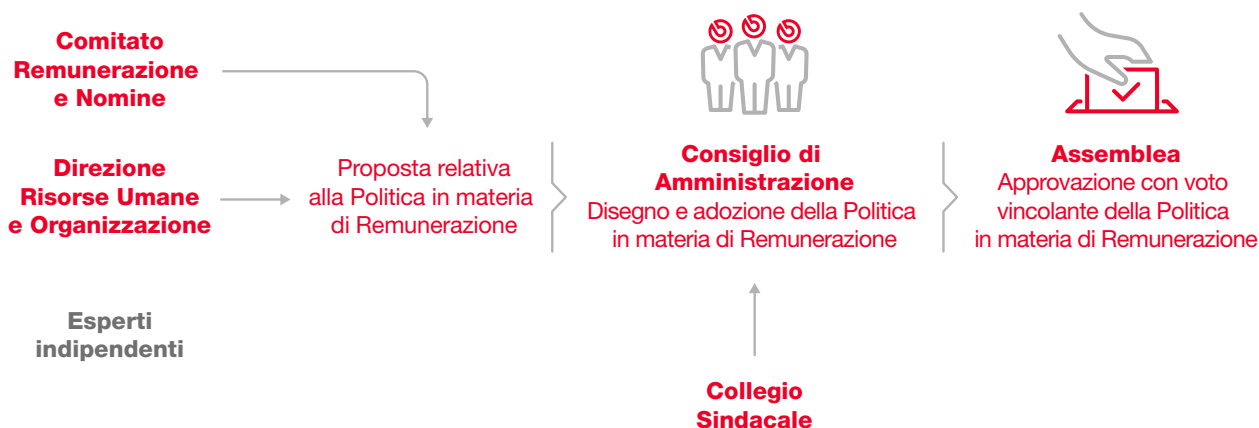 Comitato
Remunerazione
e Nomine
Direzione
Risorse Umane
e Organizzazione
Esperti
indipendenti
Proposta relativa
alla Politica in materia
di Remunerazione
Consiglio di
Amministrazione
Disegno e adozione della Politica
in materia di Remunerazione
Collegio
Sindacale
Assemblea
Approvazione con voto
vincolante della Politica
in materia di Remunerazione